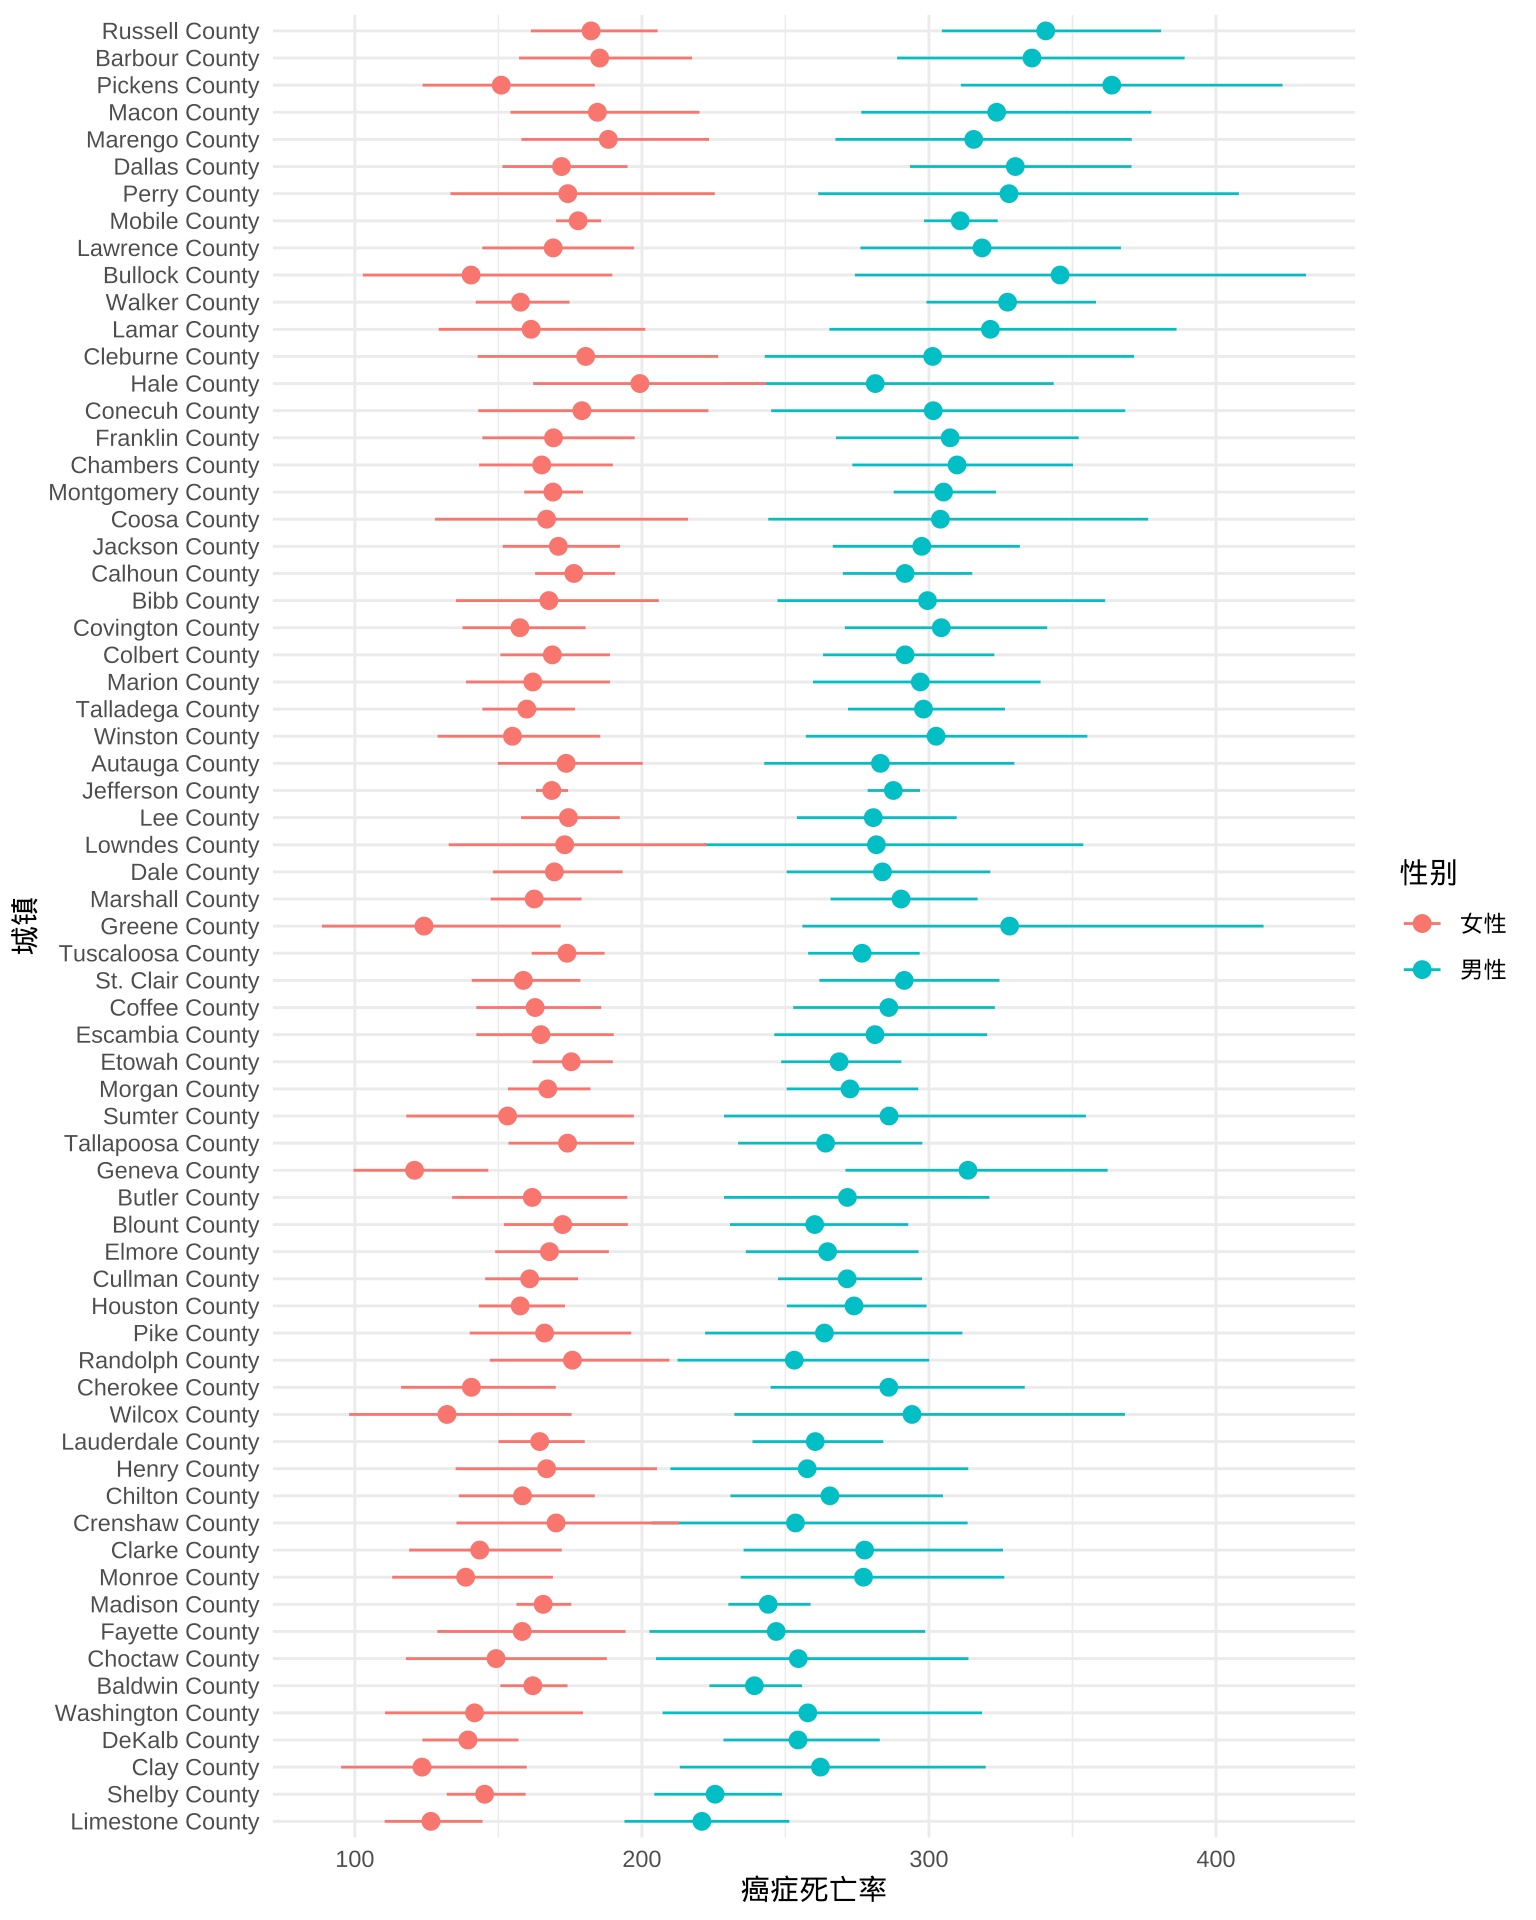 Russell County
Barbour County
Pickens County
Macon County
Marengo County
Dallas County
Perry County
Mobile County
Lawrence County
Bullock County
Walker County
Lamar County
Cleburne County
Hale County
Conecuh County
Franklin County
Chambers County
Montgomery County
Coosa County
Jackson County
Calhoun County
Bibb County
Covington County
Colbert County
Marion County
Talladega County
Winston County
Autauga County
Jefferson County
Lee County
Lowndes County
Dale County
Marshall County
Greene County
Tuscaloosa County
St. Clair County
Coffee County
Escambia County
Etowah County
Morgan County
Sumter County
Tallapoosa County
Geneva County
Butler County
Blount County
Elmore County
Cullman County
Houston County
Pike County
Randolph County
Cherokee County
Wilcox County
Lauderdale County
Henry County
Chilton County
Crenshaw County
Clarke County
Monroe County
Madison County
Fayette County
Choctaw County
Baldwin County
Washington County
DeKalb County
Clay County
Shelby County
Limestone County
100 200 300 400
癌症死亡率
城镇
性别
女性
男性